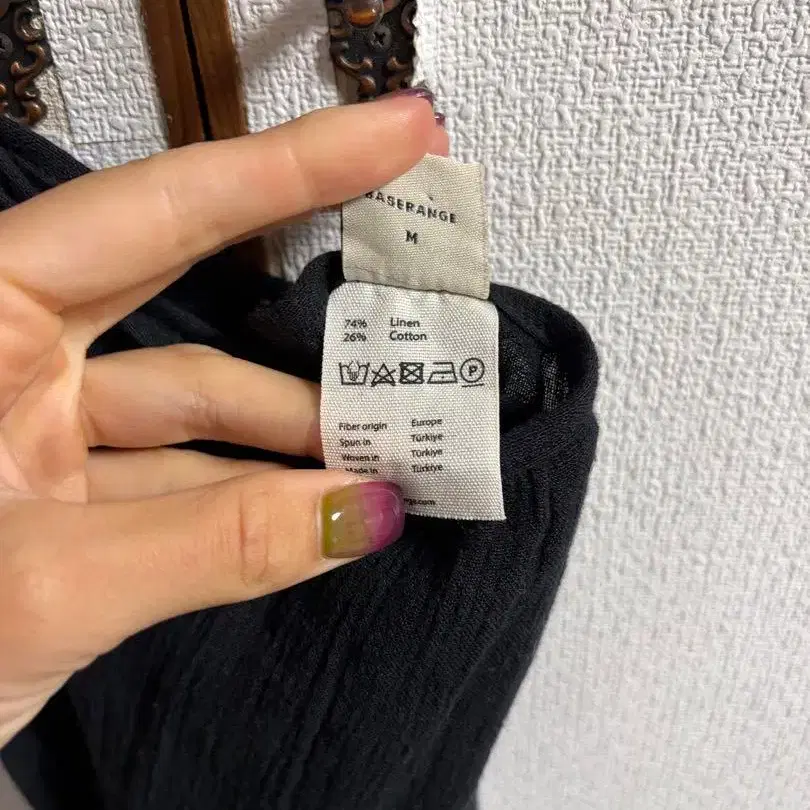 BASERANGE
M
74% Linen
26% Cotton
P
Fiber origin Europe
Spun in Türkiye
Woven in Türkiye
Made in Türkiye